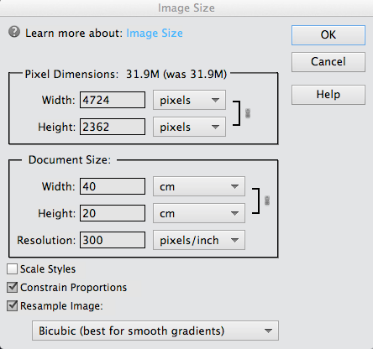 Image Size
Learn more about: Image Size
OK
Cancel
Help
Pixel Dimensions: 31.9M (was 31.9M)
Width: 4724 pixels
Height: 2362 pixels
Document Size:
Width: 40 cm
Height: 20 cm
Resolution: 300 pixels/inch
Scale Styles
Constrain Proportions
Resample Image:
Bicubic (best for smooth gradients)